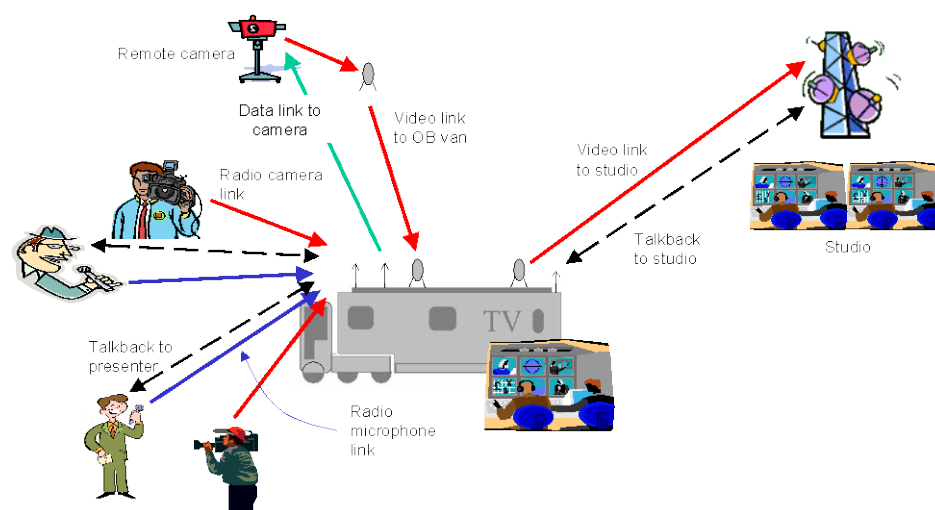 Remote camera
Data link to
camera
Video link
to OB van
Radio camera
link
Video link
to studio
Talkback
to studio
Studio
TV
Talkback to
presenter
Radio
microphone
link